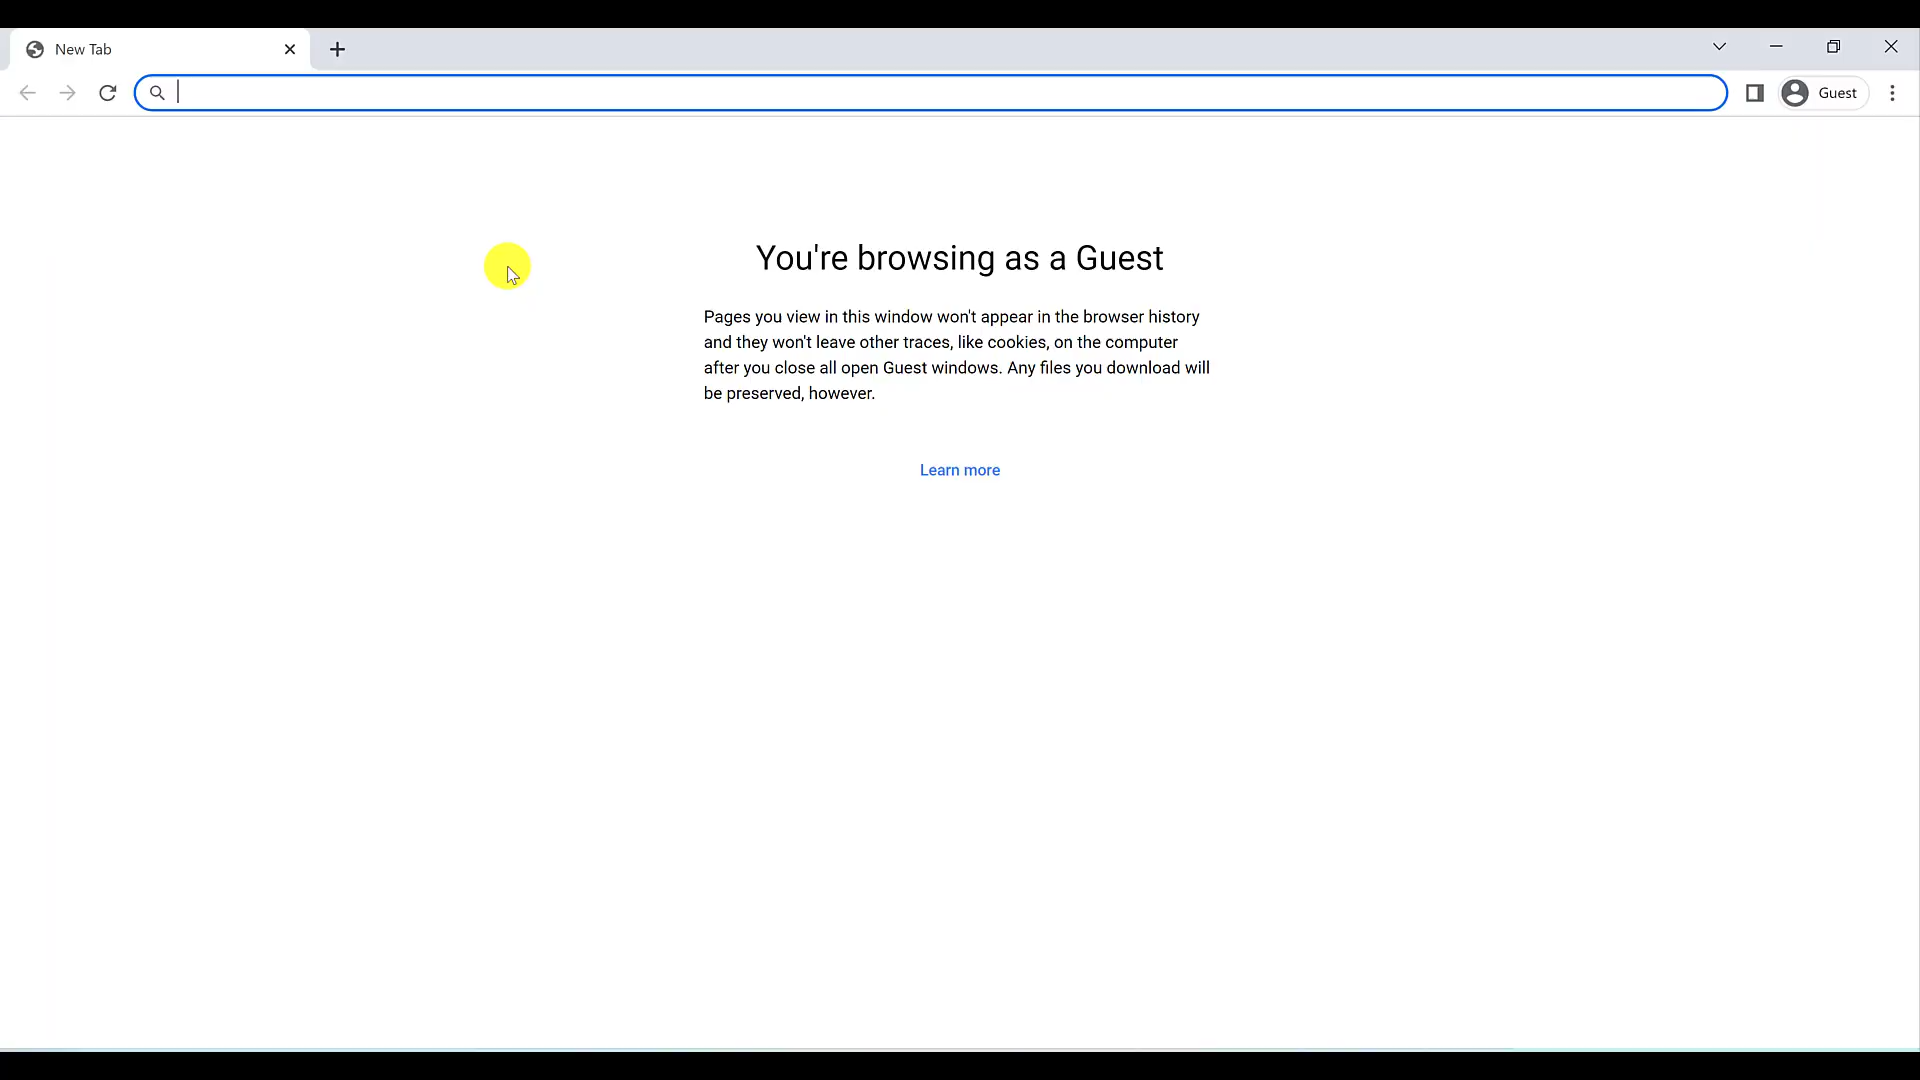 New Tab
Guest
You're browsing as a Guest
Pages you view in this window won't appear in the browser history
and they won't leave other traces, like cookies, on the computer
after you close all open Guest windows. Any files you download will
be preserved, however.
Learn more